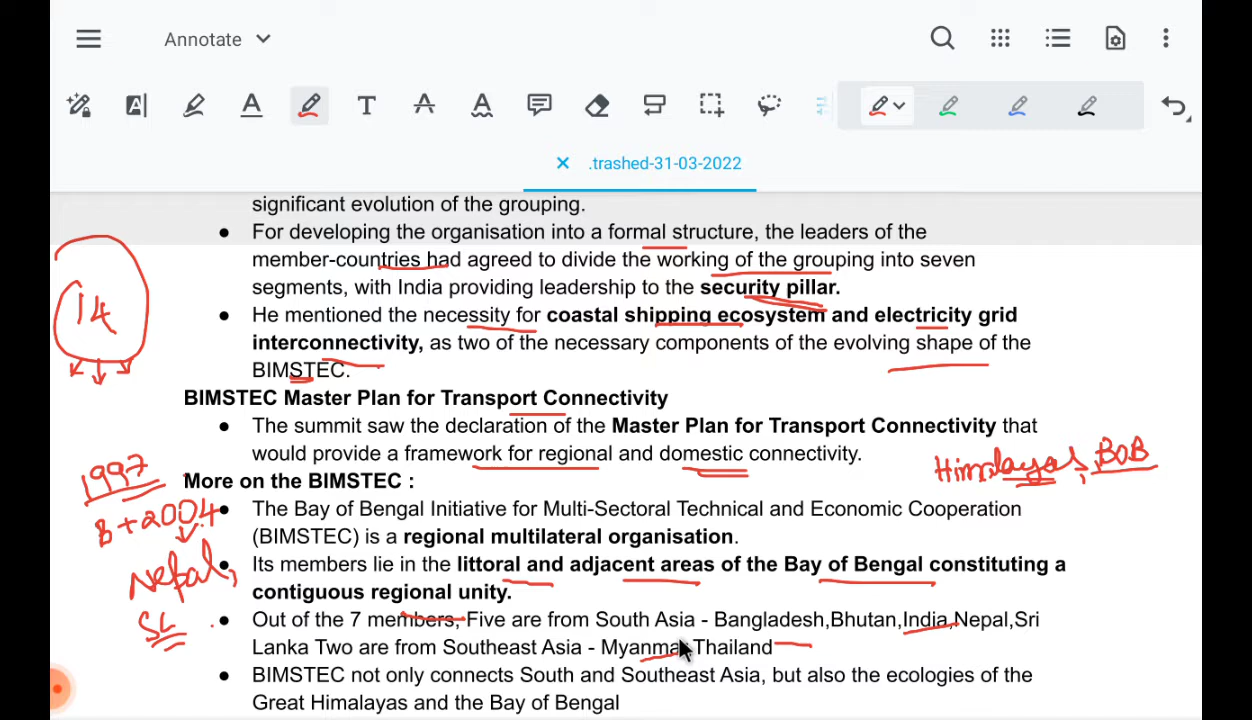 Annotate
.trashed-31-03-2022
significant evolution of the grouping.
● For developing the organisation into a formal structure, the leaders of the
member-countries had agreed to divide the working of the grouping into seven
segments, with India providing leadership to the security pillar.
● He mentioned the necessity for coastal shipping ecosystem and electricity grid
interconnectivity, as two of the necessary components of the evolving shape of the
BIMSTEC.
14
BIMSTEC Master Plan for Transport Connectivity
● The summit saw the declaration of the Master Plan for Transport Connectivity that
would provide a framework for regional and domestic connectivity.
Himalayas, BOB
1997
More on the BIMSTEC :
● The Bay of Bengal Initiative for Multi-Sectoral Technical and Economic Cooperation
(BIMSTEC) is a regional multilateral organisation.
2004
● Its members lie in the littoral and adjacent areas of the Bay of Bengal constituting a
contiguous regional unity.
Nepal,
● Out of the 7 members, Five are from South Asia - Bangladesh,Bhutan,India,Nepal,Sri
Lanka Two are from Southeast Asia - Myanmar Thailand
SL
● BIMSTEC not only connects South and Southeast Asia, but also the ecologies of the
Great Himalayas and the Bay of Bengal